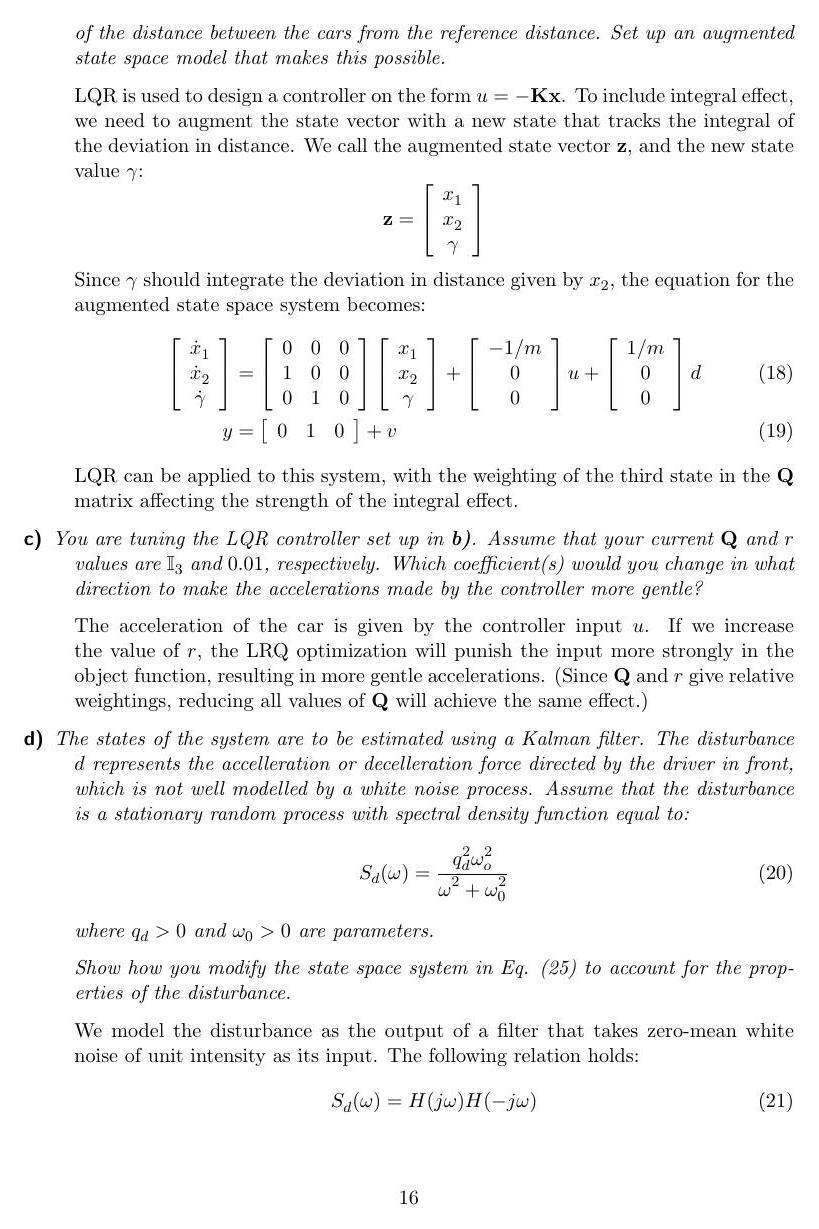 of the distance between the cars from the reference distance. Set up an augmented
state space model that makes this possible.
LQR is used to design a controller on the form u = −Kx. To include integral effect,
we need to augment the state vector with a new state that tracks the integral of
the deviation in distance. We call the augmented state vector z, and the new state
value γ:
z = [ x₁ ; x₂ ; γ ]
Since γ should integrate the deviation in distance given by x₂, the equation for the
augmented state space system becomes:
[ ẋ₁ ; ẋ₂ ; γ̇ ] = [ 0 0 0 ; 1 0 0 ; 0 1 0 ] [ x₁ ; x₂ ; γ ] + [ −1/m ; 0 ; 0 ] u + [ 1/m ; 0 ; 0 ] d (18)
y = [ 0 1 0 ] + v (19)
LQR can be applied to this system, with the weighting of the third state in the Q
matrix affecting the strength of the integral effect.
c) You are tuning the LQR controller set up in b). Assume that your current Q and r
values are 𝕀₃ and 0.01, respectively. Which coefficient(s) would you change in what
direction to make the accelerations made by the controller more gentle?
The acceleration of the car is given by the controller input u. If we increase
the value of r, the LRQ optimization will punish the input more strongly in the
object function, resulting in more gentle accelerations. (Since Q and r give relative
weightings, reducing all values of Q will achieve the same effect.)
d) The states of the system are to be estimated using a Kalman filter. The disturbance
d represents the accelleration or decelleration force directed by the driver in front,
which is not well modelled by a white noise process. Assume that the disturbance
is a stationary random process with spectral density function equal to:
S_d(ω) = q_d²ω_o² / (ω² + ω₀²) (20)
where q_d > 0 and ω₀ > 0 are parameters.
Show how you modify the state space system in Eq. (25) to account for the prop-
erties of the disturbance.
We model the disturbance as the output of a filter that takes zero-mean white
noise of unit intensity as its input. The following relation holds:
S_d(ω) = H(jω)H(−jω) (21)
16